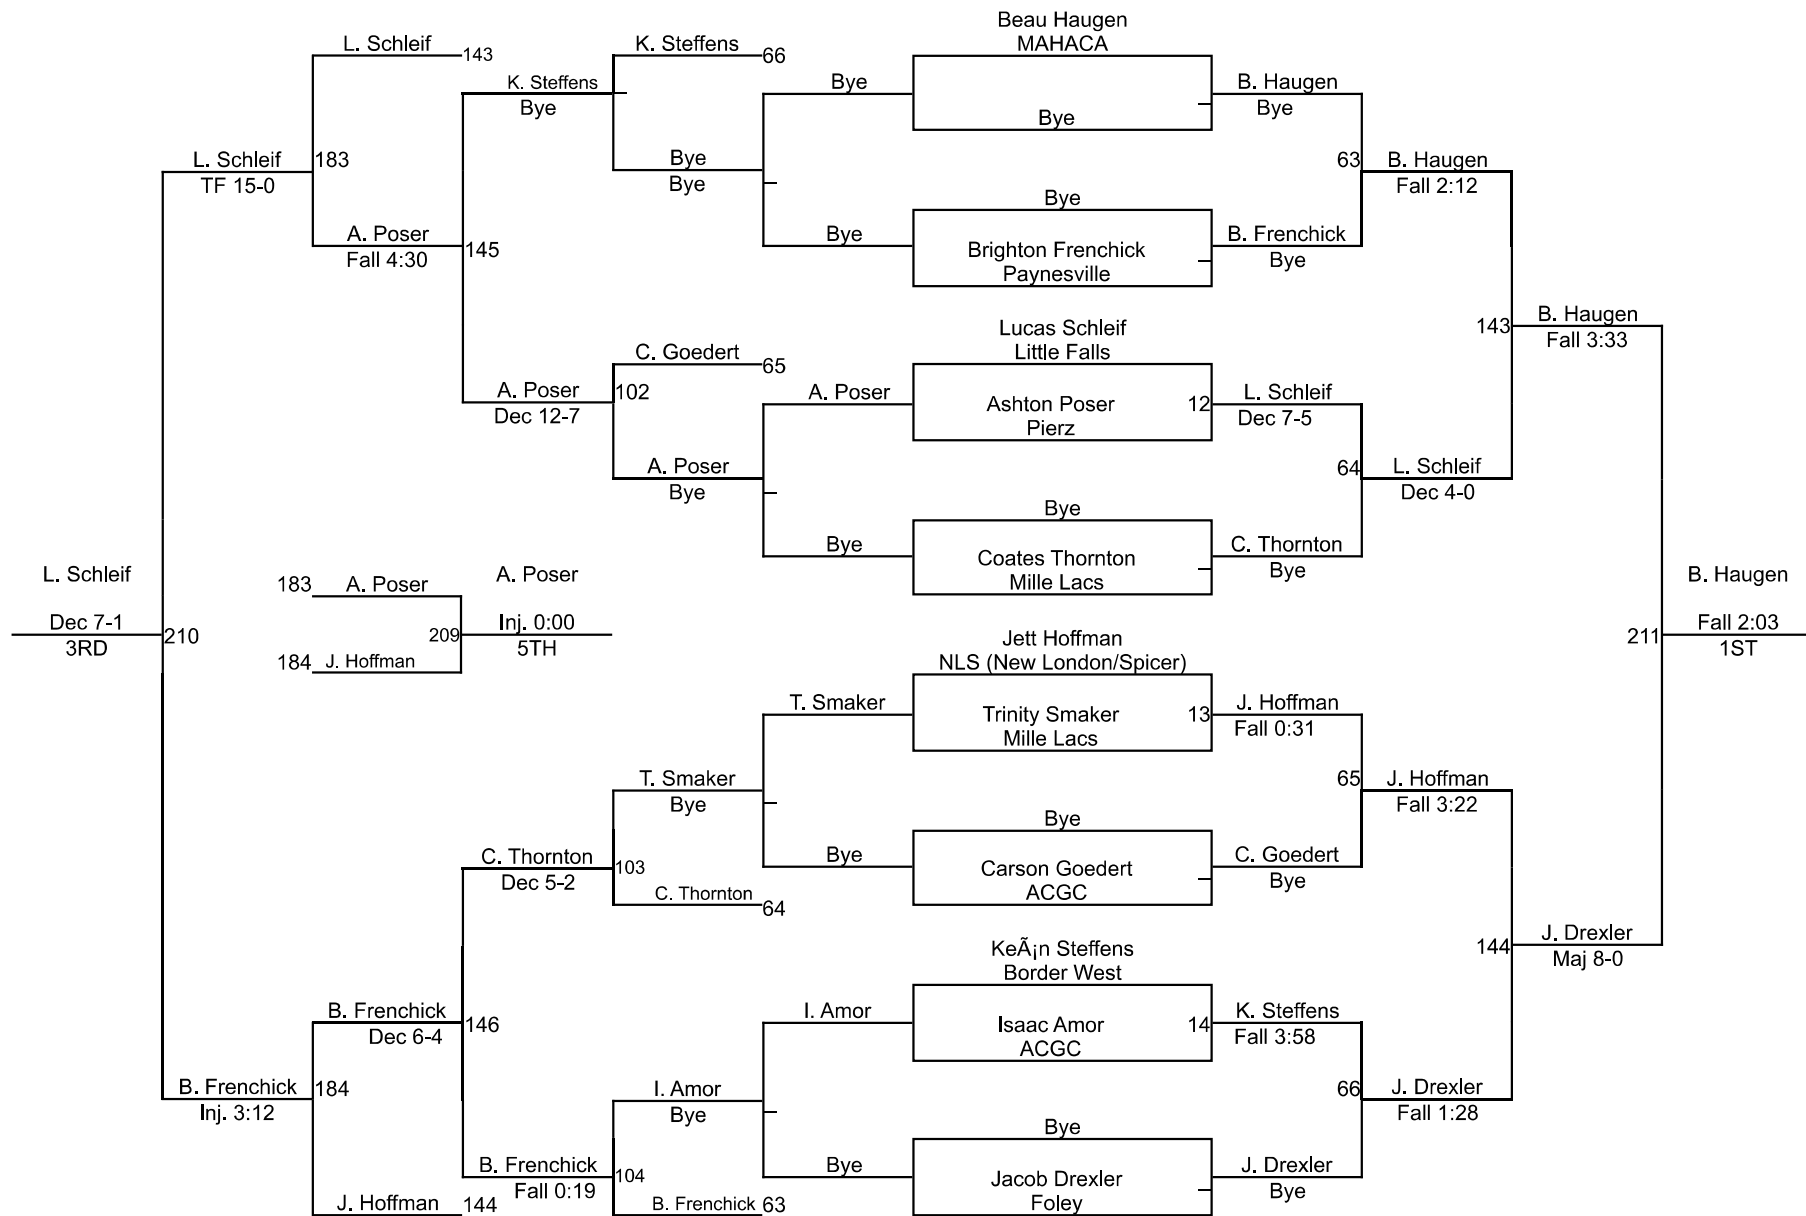 Beau Haugen
MAHACA
L. Schleif
143
K. Steffens
66
K. Steffens
Bye
Bye
B. Haugen
Bye
Bye
L. Schleif
183
TF 15-0
Bye
Bye
63
B. Haugen
Fall 2:12
A. Poser
145
Fall 4:30
Bye
Bye
Brighton Frenchick
Paynesville
B. Frenchick
Bye
Lucas Schleif
Little Falls
143
B. Haugen
Fall 3:33
C. Goedert
65
A. Poser
102
Dec 12-7
A. Poser
Ashton Poser
12
Pierz
L. Schleif
Dec 7-5
A. Poser
Bye
64
L. Schleif
Dec 4-0
Bye
Bye
Coates Thornton
Mille Lacs
C. Thornton
Bye
L. Schleif
Dec 7-1
210
3RD
183
A. Poser
209
184
J. Hoffman
A. Poser
Inj. 0:00
5TH
B. Haugen
211
Fall 2:03
1ST
Jett Hoffman
NLS (New London/Spicer)
T. Smaker
Trinity Smaker
13
Mille Lacs
J. Hoffman
Fall 0:31
T. Smaker
Bye
65
J. Hoffman
Fall 3:22
C. Thornton
103
Dec 5-2
C. Thornton
64
Bye
Bye
Carson Goedert
ACGC
C. Goedert
Bye
KeÃ¡n Steffens
Border West
144
J. Drexler
Maj 8-0
B. Frenchick
146
Dec 6-4
I. Amor
Isaac Amor
14
ACGC
K. Steffens
Fall 3:58
B. Frenchick
184
Inj. 3:12
I. Amor
Bye
66
J. Drexler
Fall 1:28
B. Frenchick
104
Fall 0:19
Bye
Bye
Jacob Drexler
Foley
J. Drexler
Bye
J. Hoffman
144
B. Frenchick
63